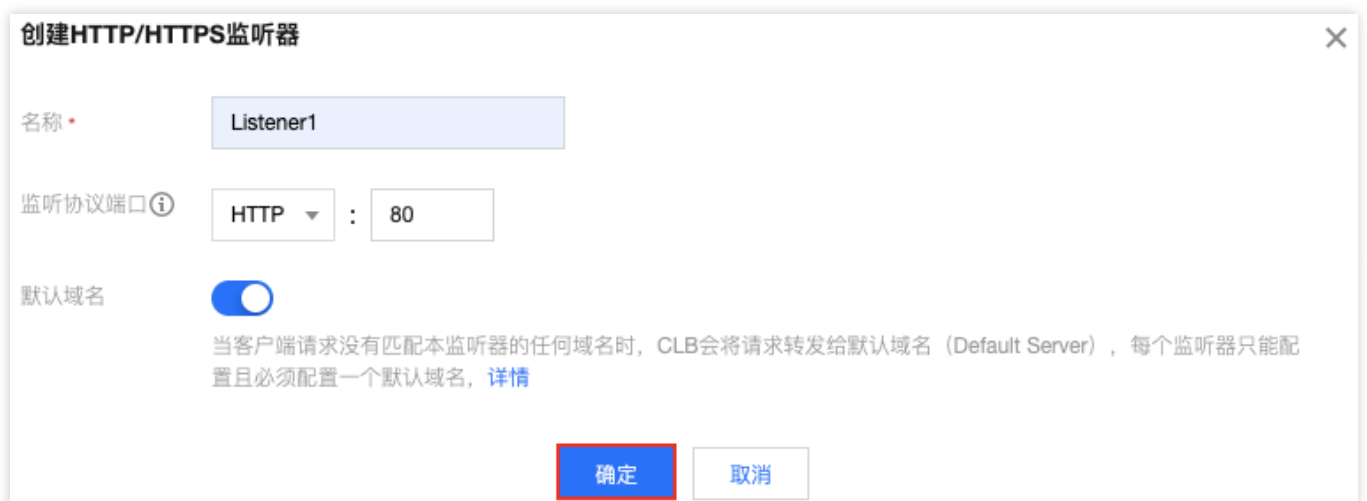 创建HTTP/HTTPS监听器
名称
Listener1
监听协议端口
HTTP : 80
默认域名
当客户端请求没有匹配本监听器的任何域名时，CLB会将请求转发给默认域名（Default Server），每个监听器只能配
置且必须配置一个默认域名，详情
确定 取消